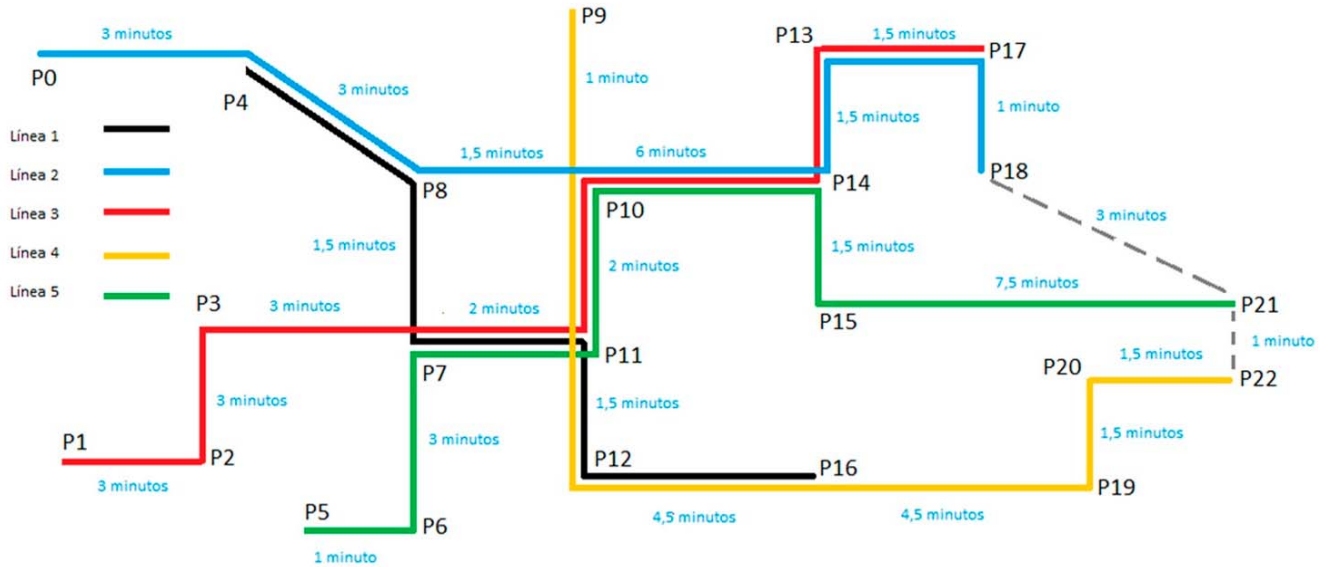 3 minutos
P9
P13
1,5 minutos
P17
P0
P4
3 minutos
1 minuto
1,5 minutos
1 minuto
Línea 1
Línea 2
Línea 3
Línea 4
Línea 5
1,5 minutos
6 minutos
P8
P14
P18
P10
1,5 minutos
3 minutos
1,5 minutos
2 minutos
7,5 minutos
P3
3 minutos
2 minutos
P15
P21
P7
P11
1 minuto
P20
1,5 minutos
P22
3 minutos
1,5 minutos
P1
P2
3 minutos
3 minutos
P12
P16
1,5 minutos
P19
P5
P6
4,5 minutos
4,5 minutos
1 minuto